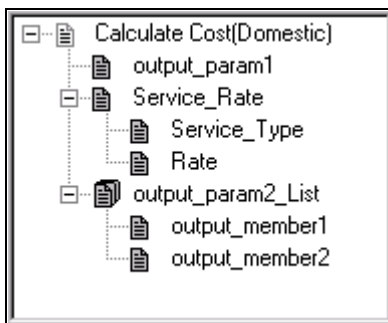 Calculate Cost(Domestic)
output_param1
Service_Rate
Service_Type
Rate
output_param2_List
output_member1
output_member2